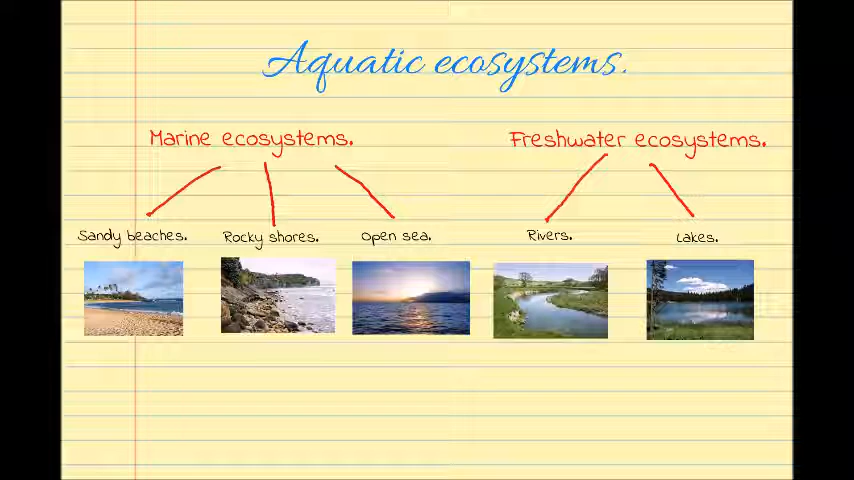 Aquatic ecosystems.
Marine ecosystems.
Freshwater ecosystems.
Sandy beaches.
Rocky shores.
Open sea.
Rivers.
Lakes.